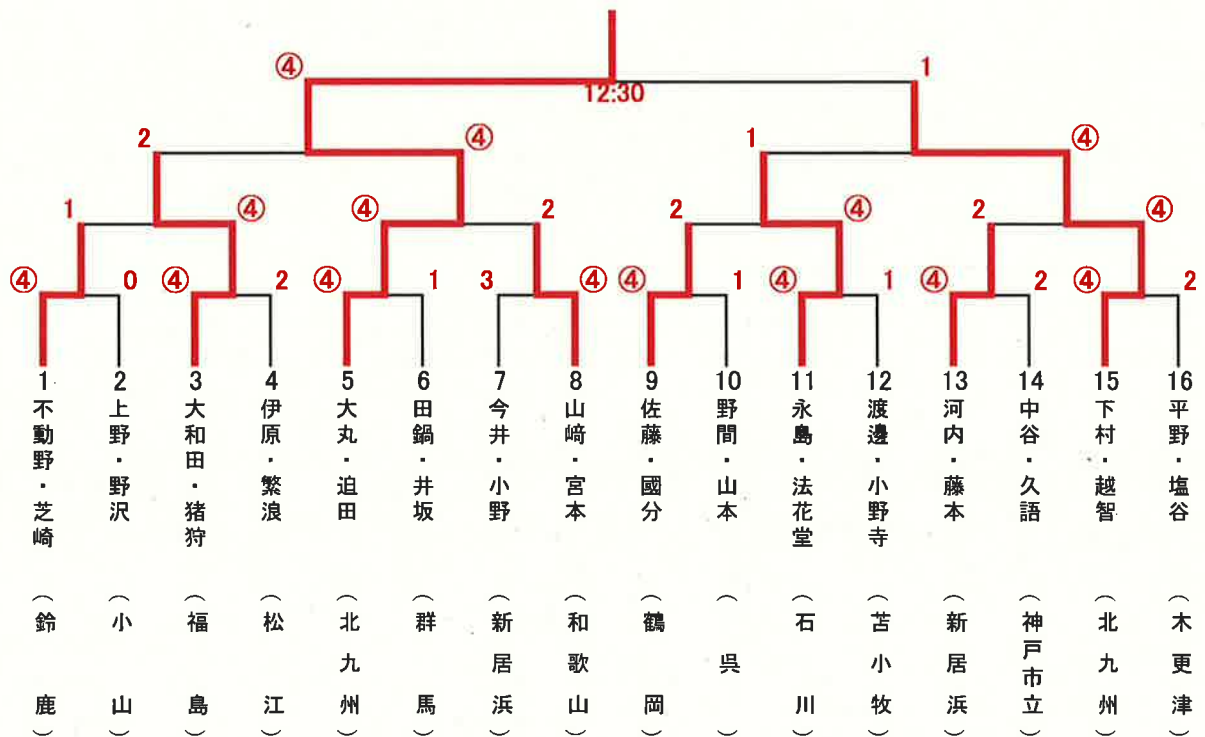 ④ 1
12:30
2 ④ 1 ④
1 ④ ④ 2 2 ④ 2 ④
④ 0 ④ 2 ④ 1 3 ④ ④ 1 ④ 1 ④ 2 ④ 2
1 不動野・芝崎 (鈴鹿)
2 上野・野沢 (小山)
3 大和田・猪狩 (福島)
4 伊原・繁浪 (松江)
5 大丸・迫田 (北九州)
6 田鍋・井坂 (群馬)
7 今井・小野 (新居浜)
8 山﨑・宮本 (和歌山)
9 佐藤・國分 (鶴岡)
10 野間・山本 (呉)
11 永島・法花堂 (石川)
12 渡邊・小野寺 (苫小牧)
13 河内・藤本 (新居浜)
14 中谷・久語 (神戸市立)
15 下村・越智 (北九州)
16 平野・塩谷 (木更津)